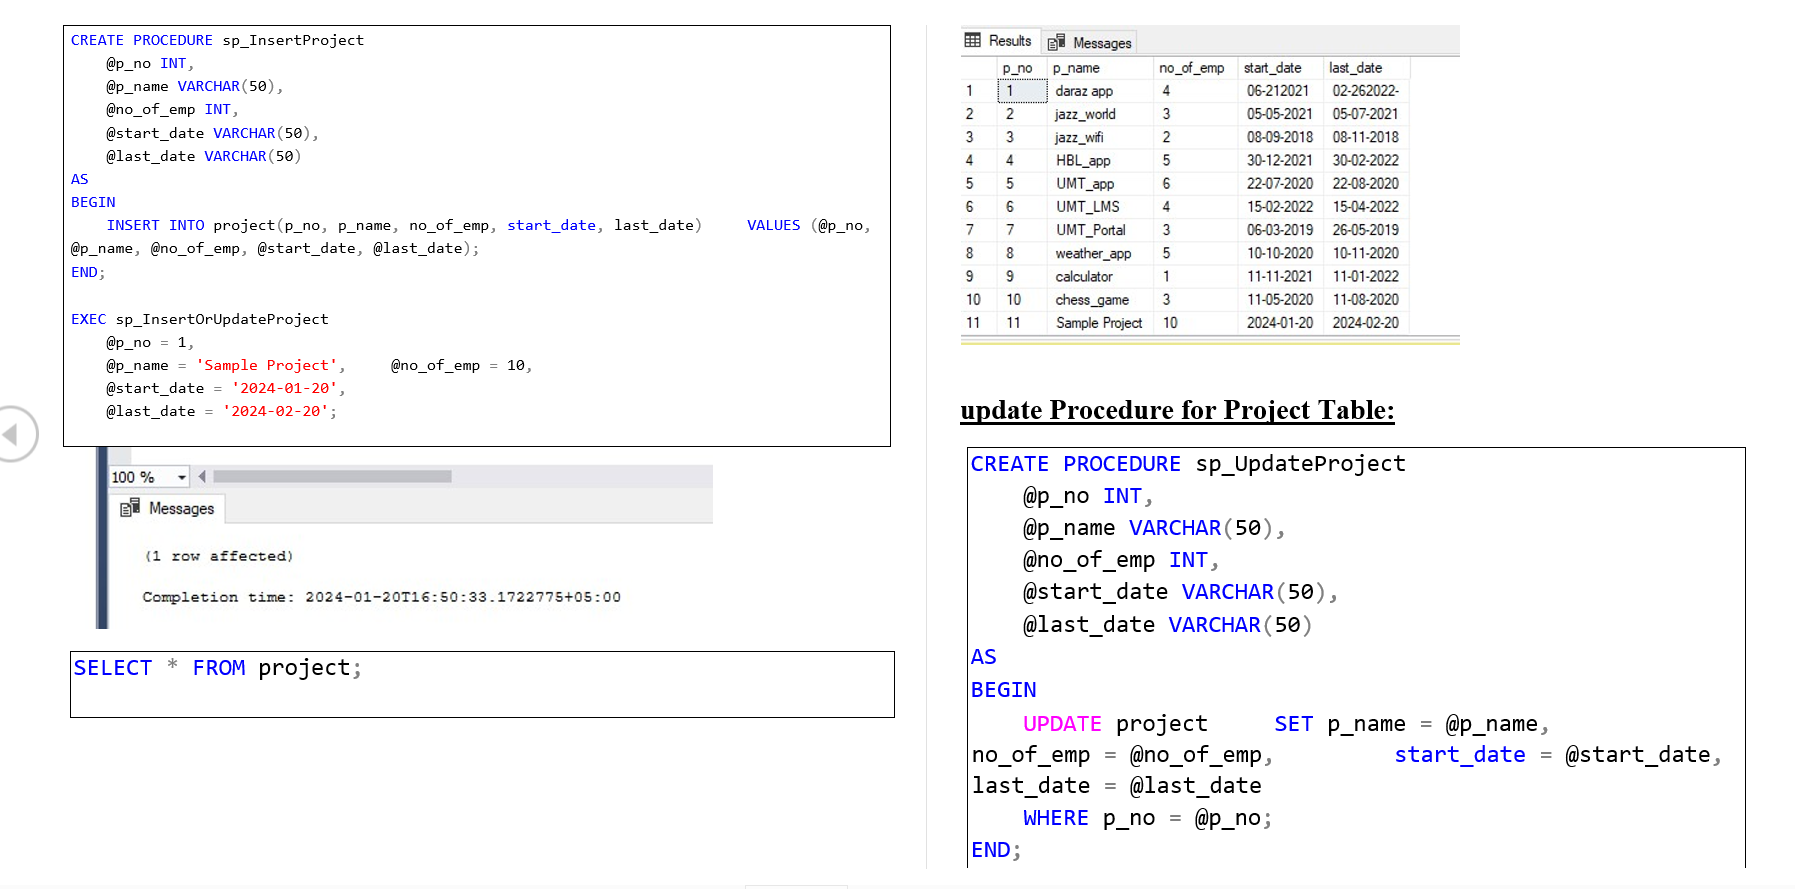 CREATE PROCEDURE sp_InsertProject
@p_no INT,
@p_name VARCHAR(50),
@no_of_emp INT,
@start_date VARCHAR(50),
@last_date VARCHAR(50)
AS
BEGIN
INSERT INTO project(p_no, p_name, no_of_emp, start_date, last_date) VALUES (@p_no,
@p_name, @no_of_emp, @start_date, @last_date);
END;
EXEC sp_InsertOrUpdateProject
@p_no = 1,
@p_name = 'Sample Project', @no_of_emp = 10,
@start_date = '2024-01-20',
@last_date = '2024-02-20';
100 %
Messages
(1 row affected)
Completion time: 2024-01-20T16:50:33.1722775+05:00
SELECT * FROM project;
Results Messages
p_no p_name no_of_emp start_date last_date
1 1 daraz app 4 06-212021 02-262022-
2 2 jazz_world 3 05-05-2021 05-07-2021
3 3 jazz_wifi 2 08-09-2018 08-11-2018
4 4 HBL_app 5 30-12-2021 30-02-2022
5 5 UMT_app 6 22-07-2020 22-08-2020
6 6 UMT_LMS 4 15-02-2022 15-04-2022
7 7 UMT_Portal 3 06-03-2019 26-05-2019
8 8 weather_app 5 10-10-2020 10-11-2020
9 9 calculator 1 11-11-2021 11-01-2022
10 10 chess_game 3 11-05-2020 11-08-2020
11 11 Sample Project 10 2024-01-20 2024-02-20
update Procedure for Project Table:
CREATE PROCEDURE sp_UpdateProject
@p_no INT,
@p_name VARCHAR(50),
@no_of_emp INT,
@start_date VARCHAR(50),
@last_date VARCHAR(50)
AS
BEGIN
UPDATE project SET p_name = @p_name,
no_of_emp = @no_of_emp, start_date = @start_date,
last_date = @last_date
WHERE p_no = @p_no;
END;